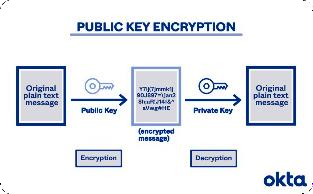 PUBLIC KEY ENCRYPTION
Original
plain text
message
Public Key
(encrypted
message)
Private Key
Original
plain text
message
Encryption
Decryption
okta